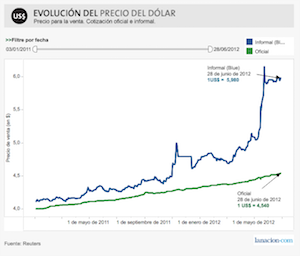 US$ EVOLUCIÓN DEL PRECIO DEL DÓLAR
Precio para la venta. Cotización oficial e informal.
>>Filtre por fecha
03/01/2011
28/06/2012
Informal (Blue)
Oficial
Informal (Blue)
28 de junio de 2012
1US$ = 5,980
6,0
5,5
5,0
4,5
4,0
Precio de venta (en $)
Oficial
28 de junio de 2012
1 US$ = 4,540
1 de mayo de 2011
1 de septiembre de 2011
1 de enero de 2012
1 de mayo de 2012
Fuente: Reuters
lanacion.com